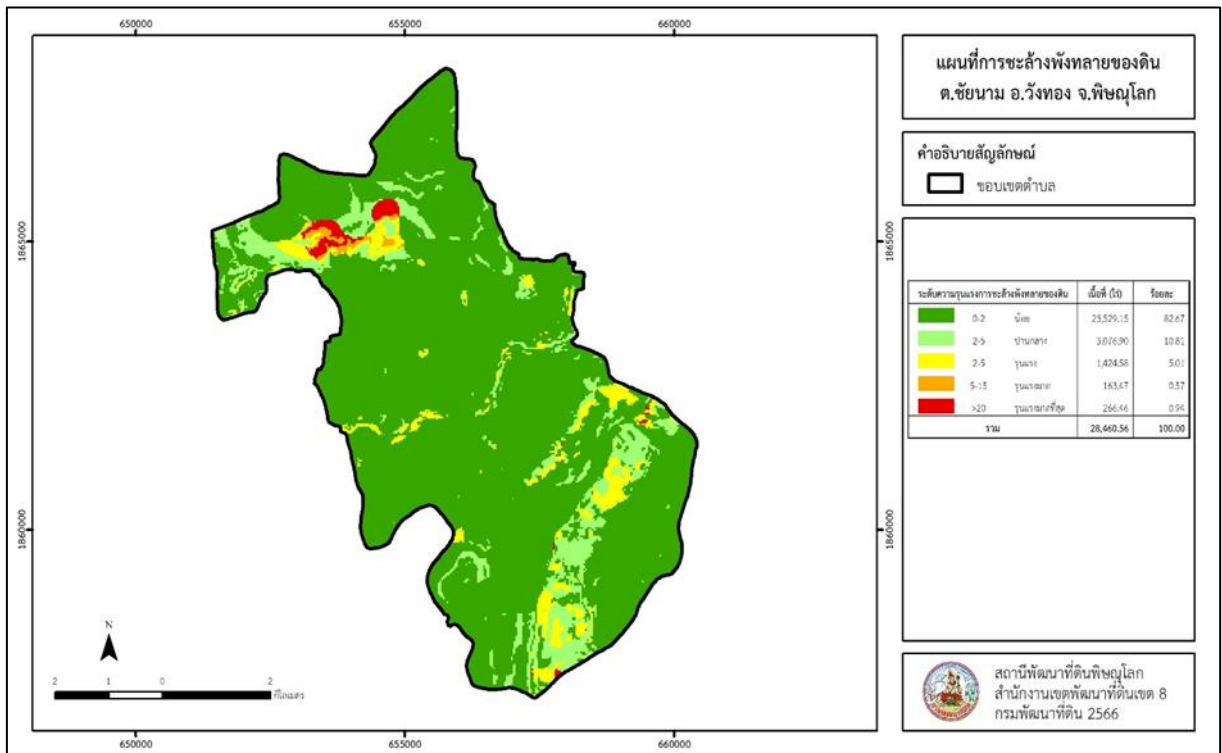 650000 655000 660000
แผนที่การชะล้างพังทลายของดิน
ต.ชัยนาม อ.วังทอง จ.พิษณุโลก
คำอธิบายสัญลักษณ์
ขอบเขตตำบล
1865000 1865000
ระดับความรุนแรงการชะล้างพังทลายของดิน เนื้อที่ (ไร่) ร้อยละ
0-2 น้อย 23,529.15 82.67
2-5 ปานกลาง 3,076.90 10.81
2-5 รุนแรง 1,424.58 5.01
5-15 รุนแรงมาก 163.47 0.57
>20 รุนแรงมากที่สุด 266.46 0.94
รวม 28,460.56 100.00
1860000 1860000
N
2 1 0 2
กิโลเมตร
สถานีพัฒนาที่ดินพิษณุโลก
สำนักงานเขตพัฒนาที่ดินเขต 8
กรมพัฒนาที่ดิน 2566
650000 655000 660000